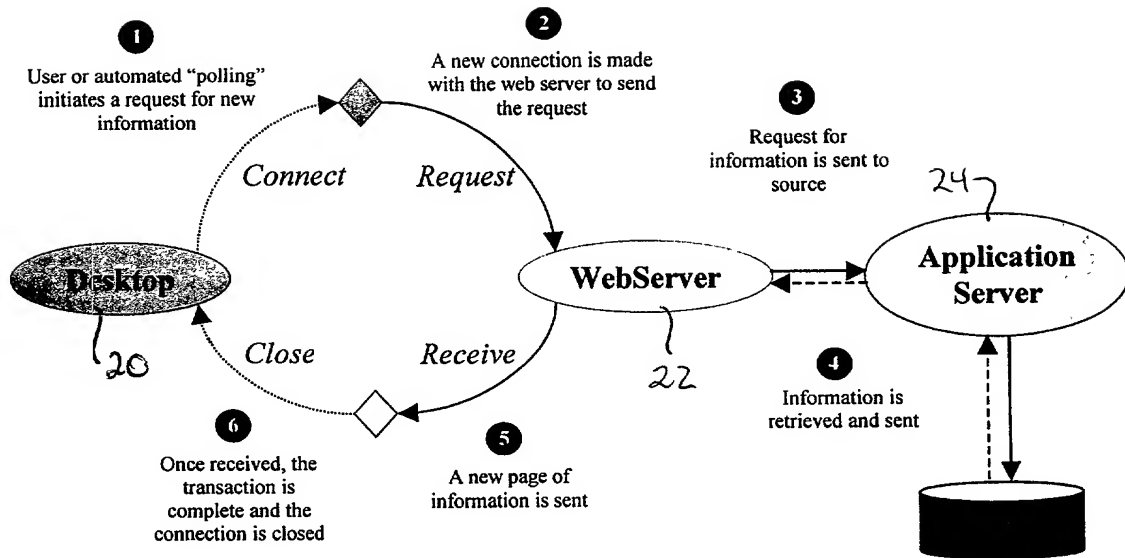 1
User or automated “polling”
initiates a request for new
information
2
A new connection is made
with the web server to send
the request
3
Request for
information is sent to
source
Connect
Request
24
Desktop
WebServer
Application
Server
20
Close
Receive
22
4
Information is
retrieved and sent
6
Once received, the
transaction is
complete and the
connection is closed
5
A new page of
information is sent